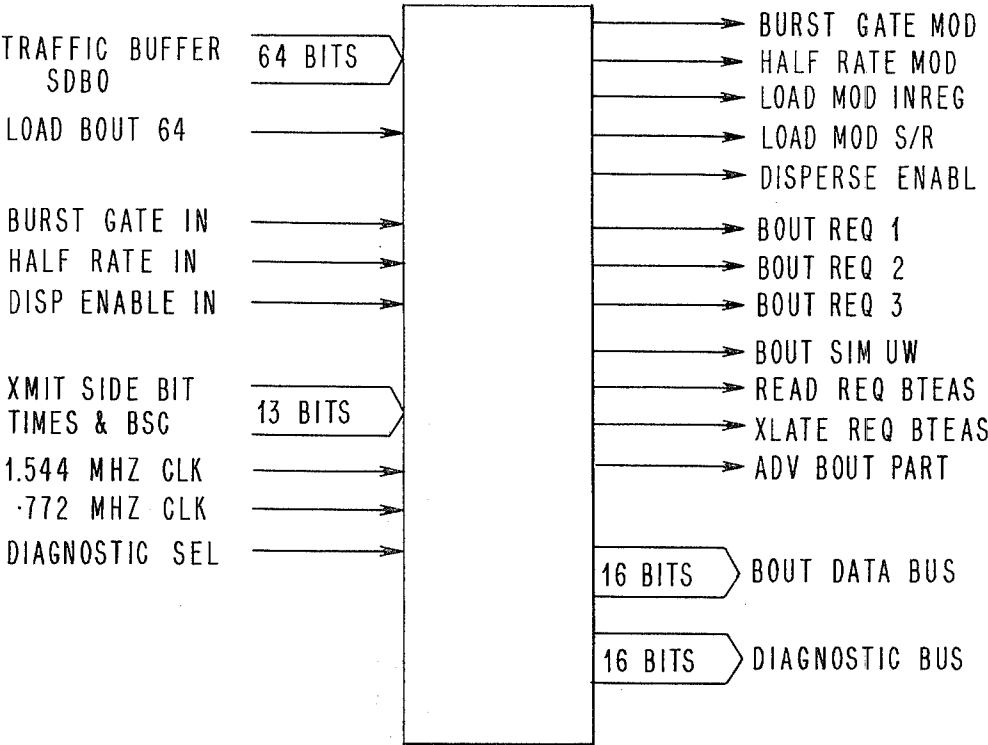 TRAFFIC BUFFER
SDBO
64 BITS
LOAD BOUT 64
BURST GATE IN
HALF RATE IN
DISP ENABLE IN
XMIT SIDE BIT
TIMES & BSC
13 BITS
1.544 MHZ CLK
.772 MHZ CLK
DIAGNOSTIC SEL
BURST GATE MOD
HALF RATE MOD
LOAD MOD INREG
LOAD MOD S/R
DISPERSE ENABL
BOUT REQ 1
BOUT REQ 2
BOUT REQ 3
BOUT SIM UW
READ REQ BTEAS
XLATE REQ BTEAS
ADV BOUT PART
16 BITS
BOUT DATA BUS
16 BITS
DIAGNOSTIC BUS